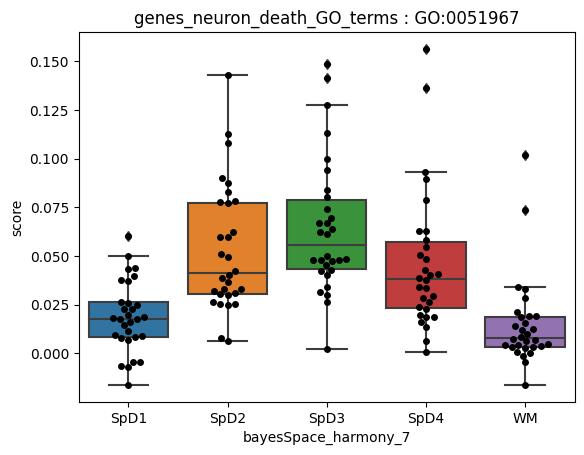 genes_neuron_death_GO_terms : GO:0051967
score
0.150
0.125
0.100
0.075
0.050
0.025
0.000
SpD1 SpD2 SpD3 SpD4 WM
bayesSpace_harmony_7